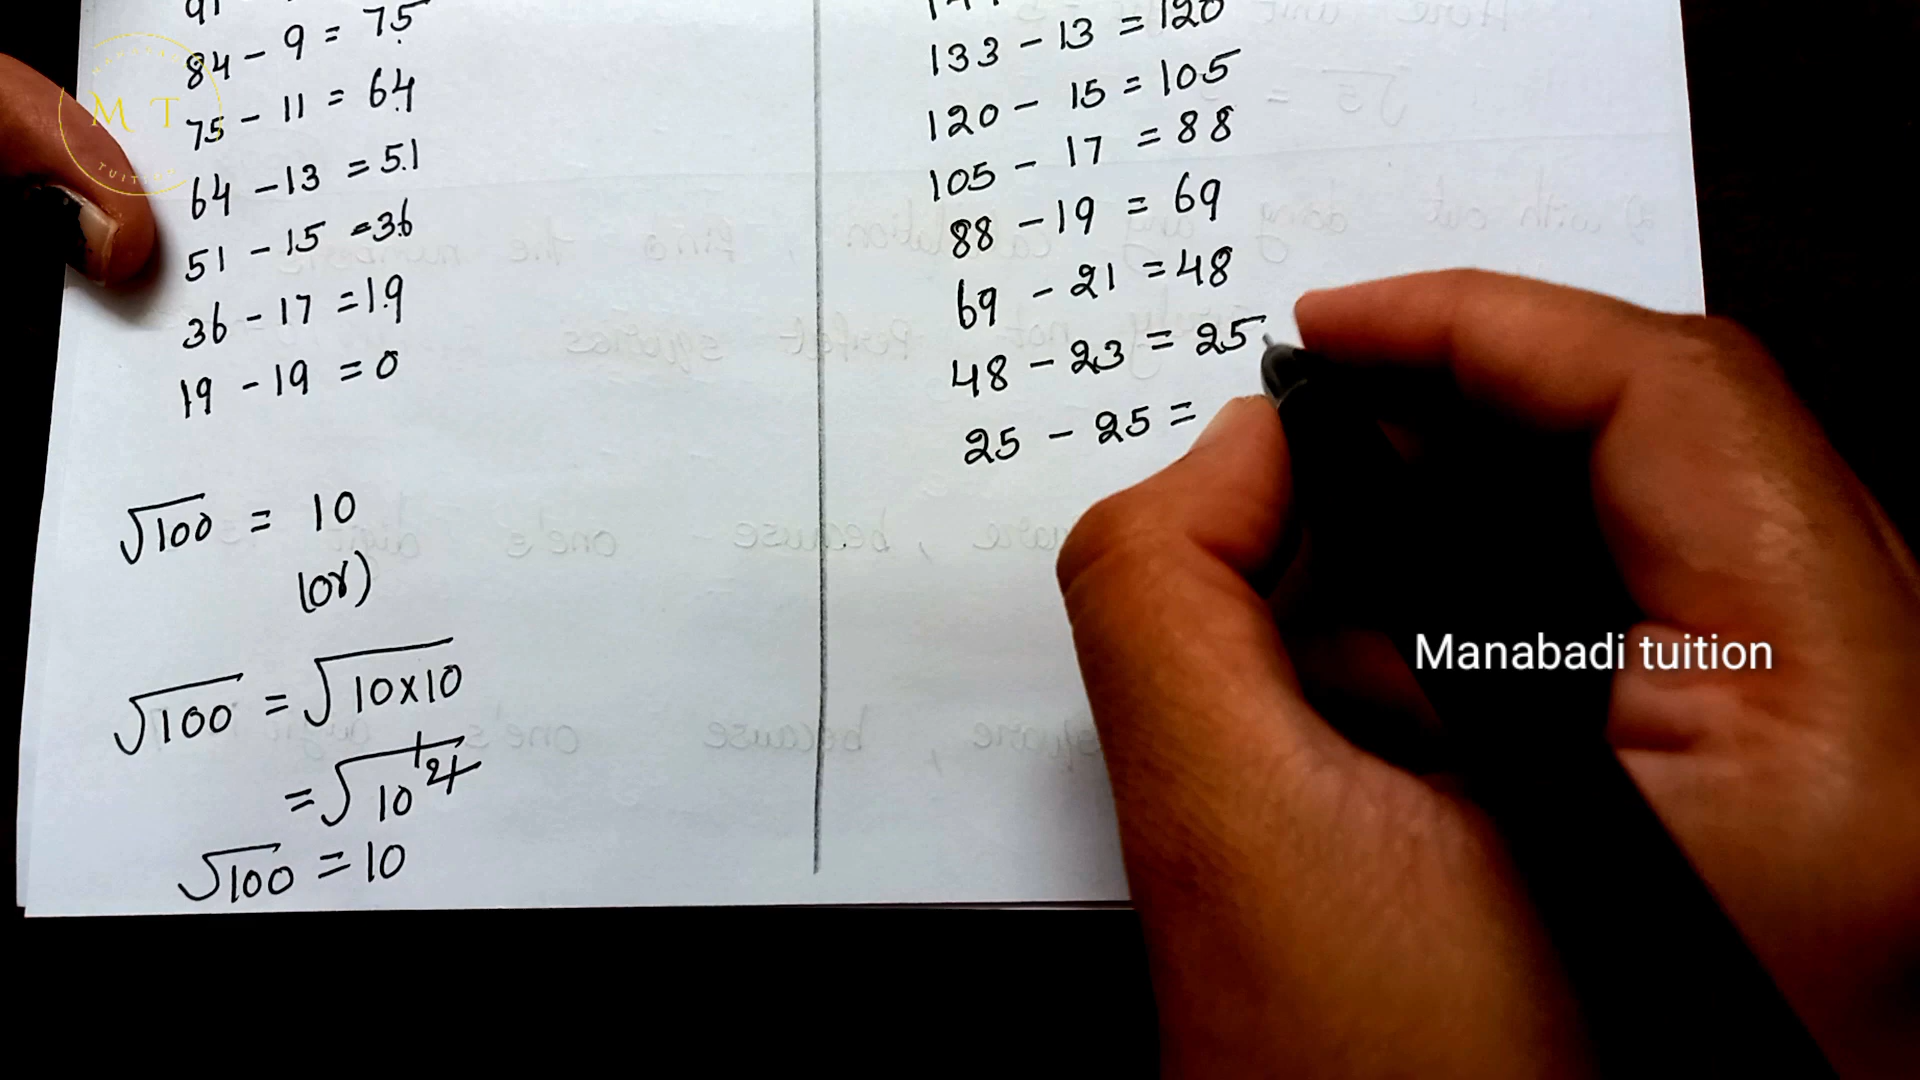 84 - 9 = 75
75 - 11 = 64
64 - 13 = 51
51 - 15 = 36
36 - 17 = 19
19 - 19 = 0
√100 = 10
(or)
√100 = √10x10
= √10²
√100 = 10
133 - 13 = 120
120 - 15 = 105
105 - 17 = 88
88 - 19 = 69
69 - 21 = 48
48 - 23 = 25
25 - 25 =
Manabadi tuition
M T
TUITION